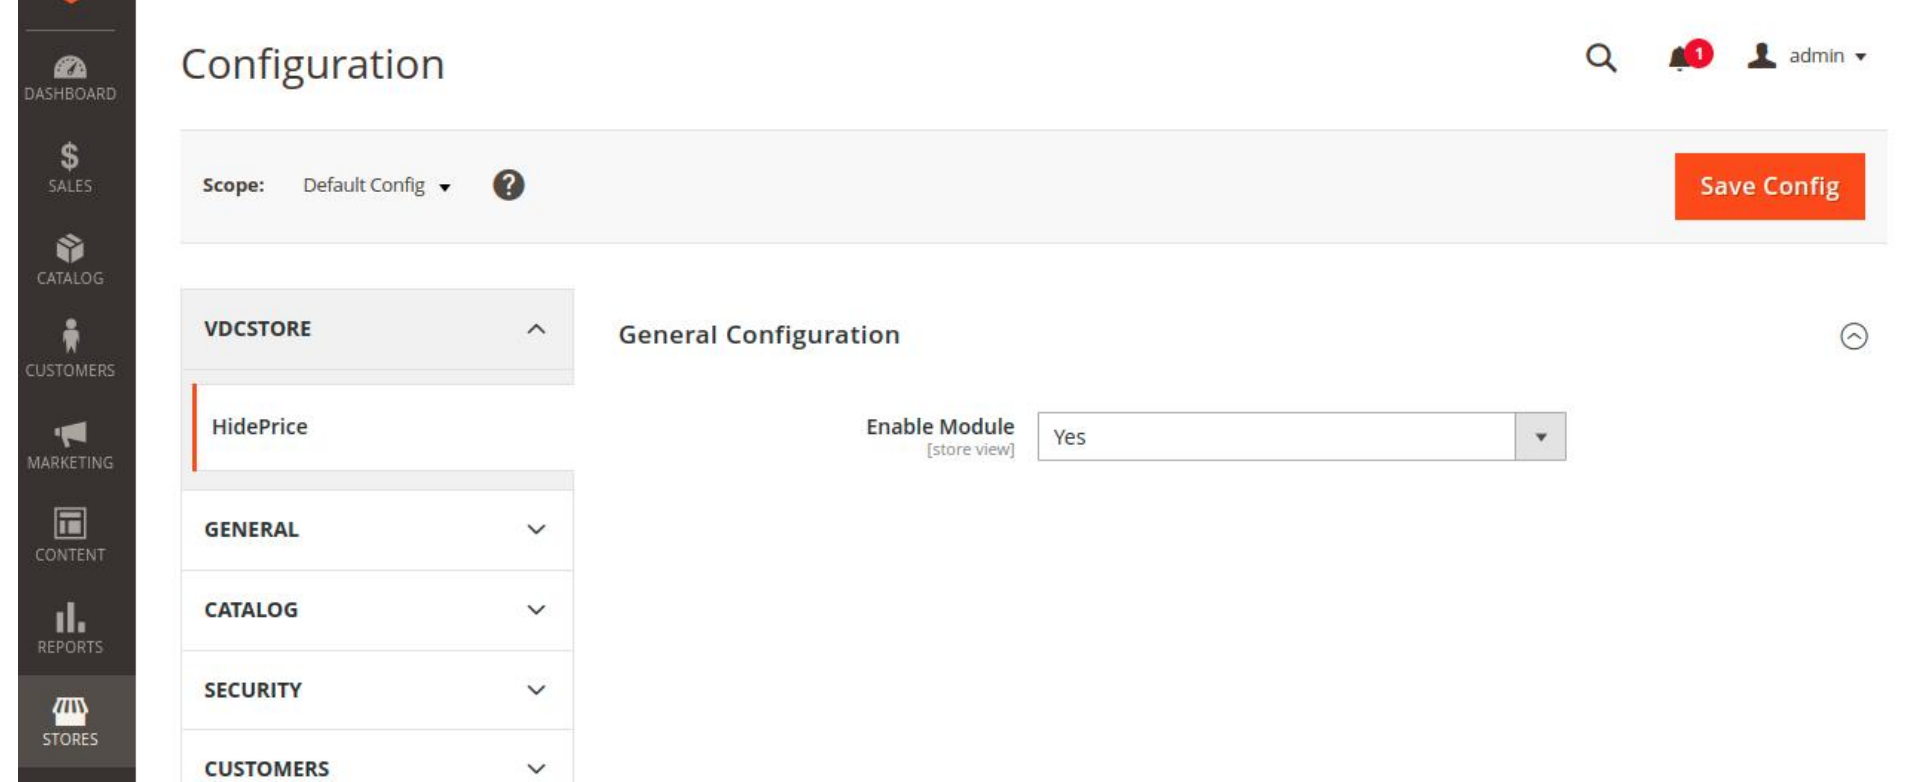 Configuration
1
admin
DASHBOARD
SALES
CATALOG
CUSTOMERS
MARKETING
CONTENT
REPORTS
STORES
Scope: Default Config ?
Save Config
VDCSTORE
HidePrice
GENERAL
CATALOG
SECURITY
CUSTOMERS
General Configuration
Enable Module
[store view]
Yes